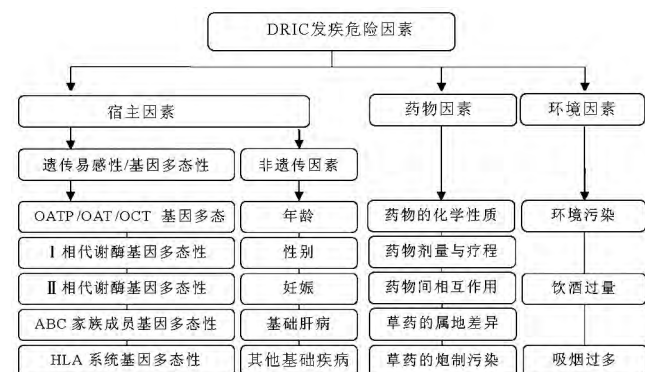 DRIC发疾危险因素
宿主因素
药物因素
环境因素
遗传易感性/基因多态性
非遗传因素
OATP/OAT/OCT 基因多态
年龄
药物的化学性质
环境污染
Ⅰ相代谢酶基因多态性
性别
药物剂量与疗程
Ⅱ相代谢酶基因多态性
妊娠
药物间相互作用
饮酒过量
ABC 家族成员基因多态性
基础肝病
草药的属地差异
HLA 系统基因多态性
其他基础疾病
草药的炮制污染
吸烟过多